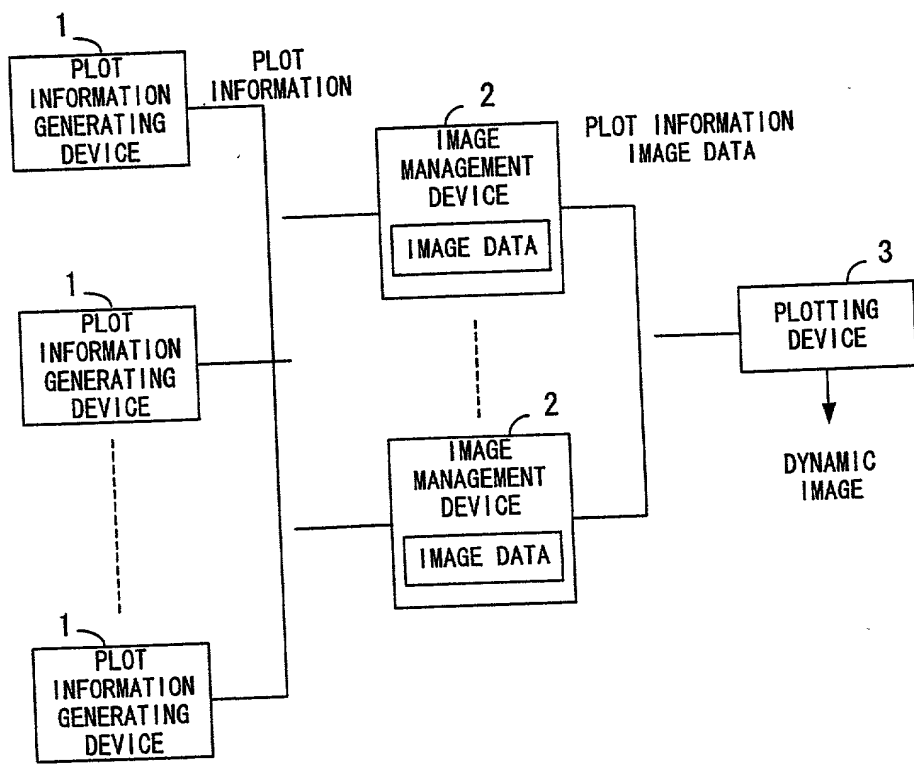 1
PLOT
INFORMATION
GENERATING
DEVICE
PLOT
INFORMATION
2
IMAGE
MANAGEMENT
DEVICE
IMAGE DATA
PLOT INFORMATION
IMAGE DATA
1
PLOT
INFORMATION
GENERATING
DEVICE
3
PLOTTING
DEVICE
2
IMAGE
MANAGEMENT
DEVICE
IMAGE DATA
DYNAMIC
IMAGE
1
PLOT
INFORMATION
GENERATING
DEVICE